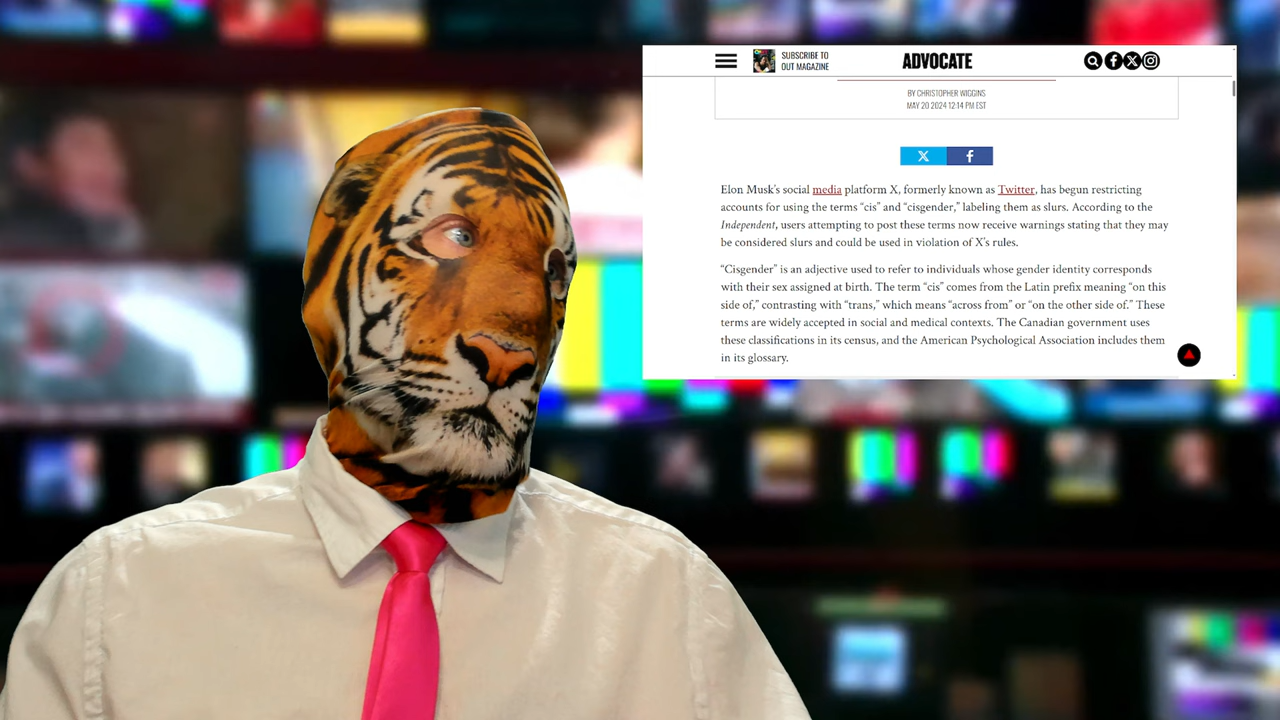 SUBSCRIBE TO
OUT MAGAZINE
ADVOCATE
BY CHRISTOPHER WIGGINS
MAY 20 2024 12:14 PM EST
Elon Musk's social media platform X, formerly known as Twitter, has begun restricting
accounts for using the terms “cis” and “cisgender,” labeling them as slurs. According to the
Independent, users attempting to post these terms now receive warnings stating that they may
be considered slurs and could be used in violation of X's rules.
“Cisgender” is an adjective used to refer to individuals whose gender identity corresponds
with their sex assigned at birth. The term “cis” comes from the Latin prefix meaning “on this
side of,” contrasting with “trans,” which means “across from” or “on the other side of.” These
terms are widely accepted in social and medical contexts. The Canadian government uses
these classifications in its census, and the American Psychological Association includes them
in its glossary.